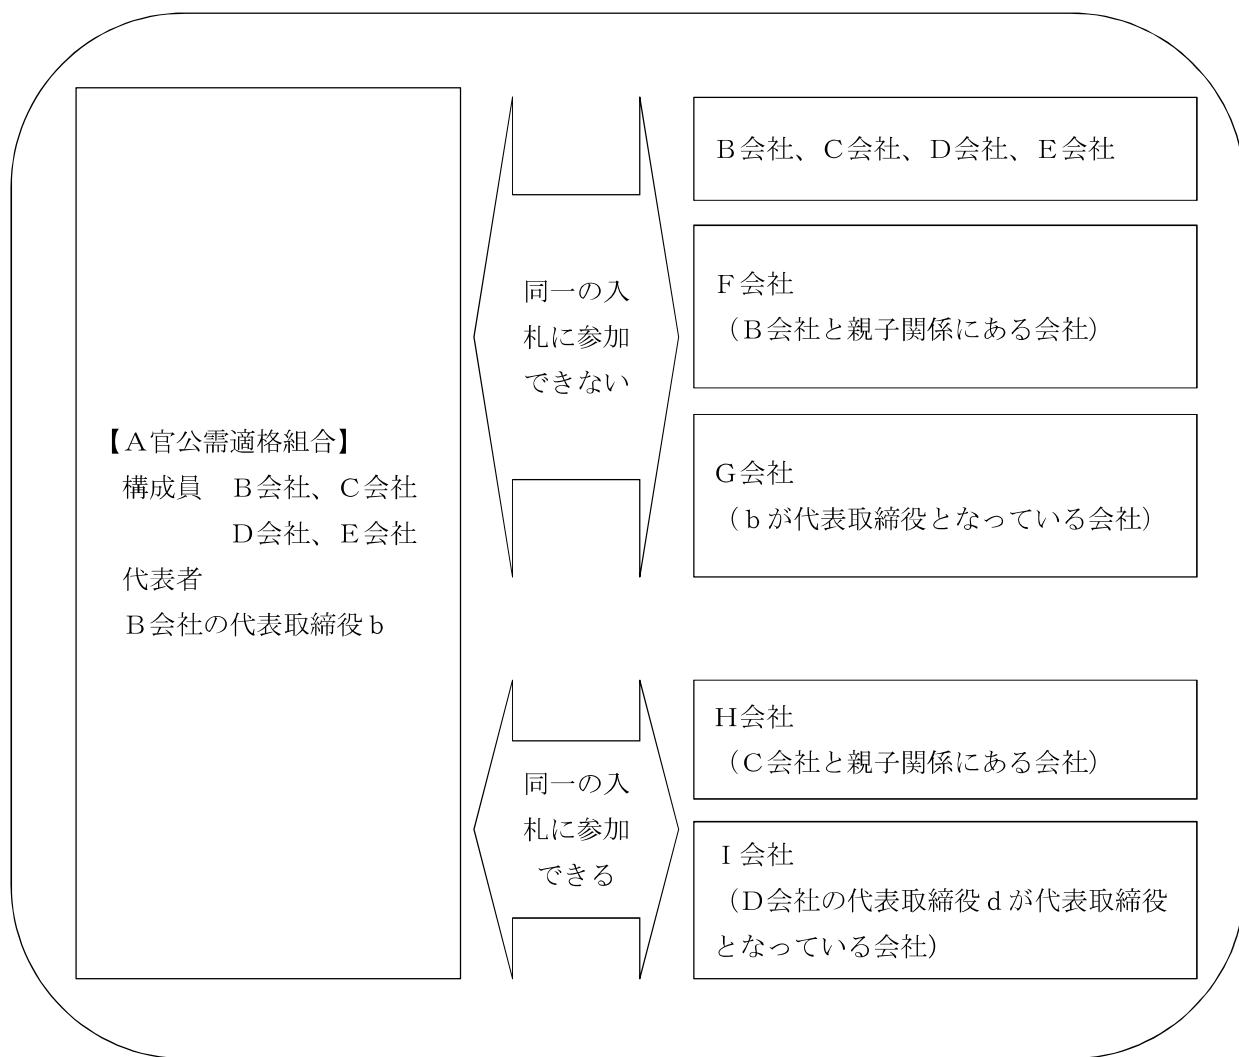 【A官公需適格組合】
構成員 B会社、C会社
D会社、E会社
代表者
B会社の代表取締役b
同一の入
札に参加
できない
B会社、C会社、D会社、E会社
F会社
(B会社と親子関係にある会社)
G会社
(bが代表取締役となっている会社)
同一の入
札に参加
できる
H会社
(C会社と親子関係にある会社)
I会社
(D会社の代表取締役dが代表取締役
となっている会社)